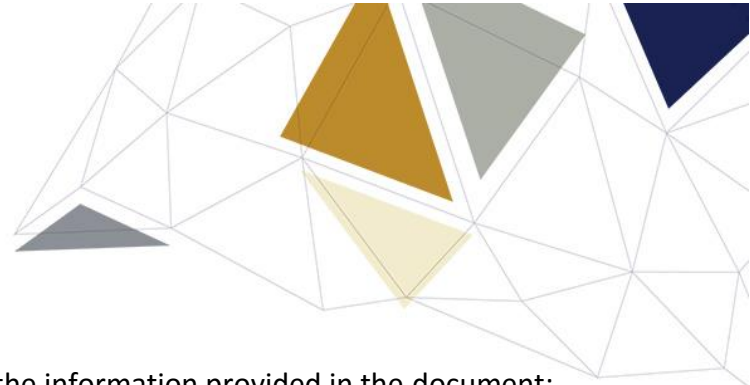 the information provided in the document: